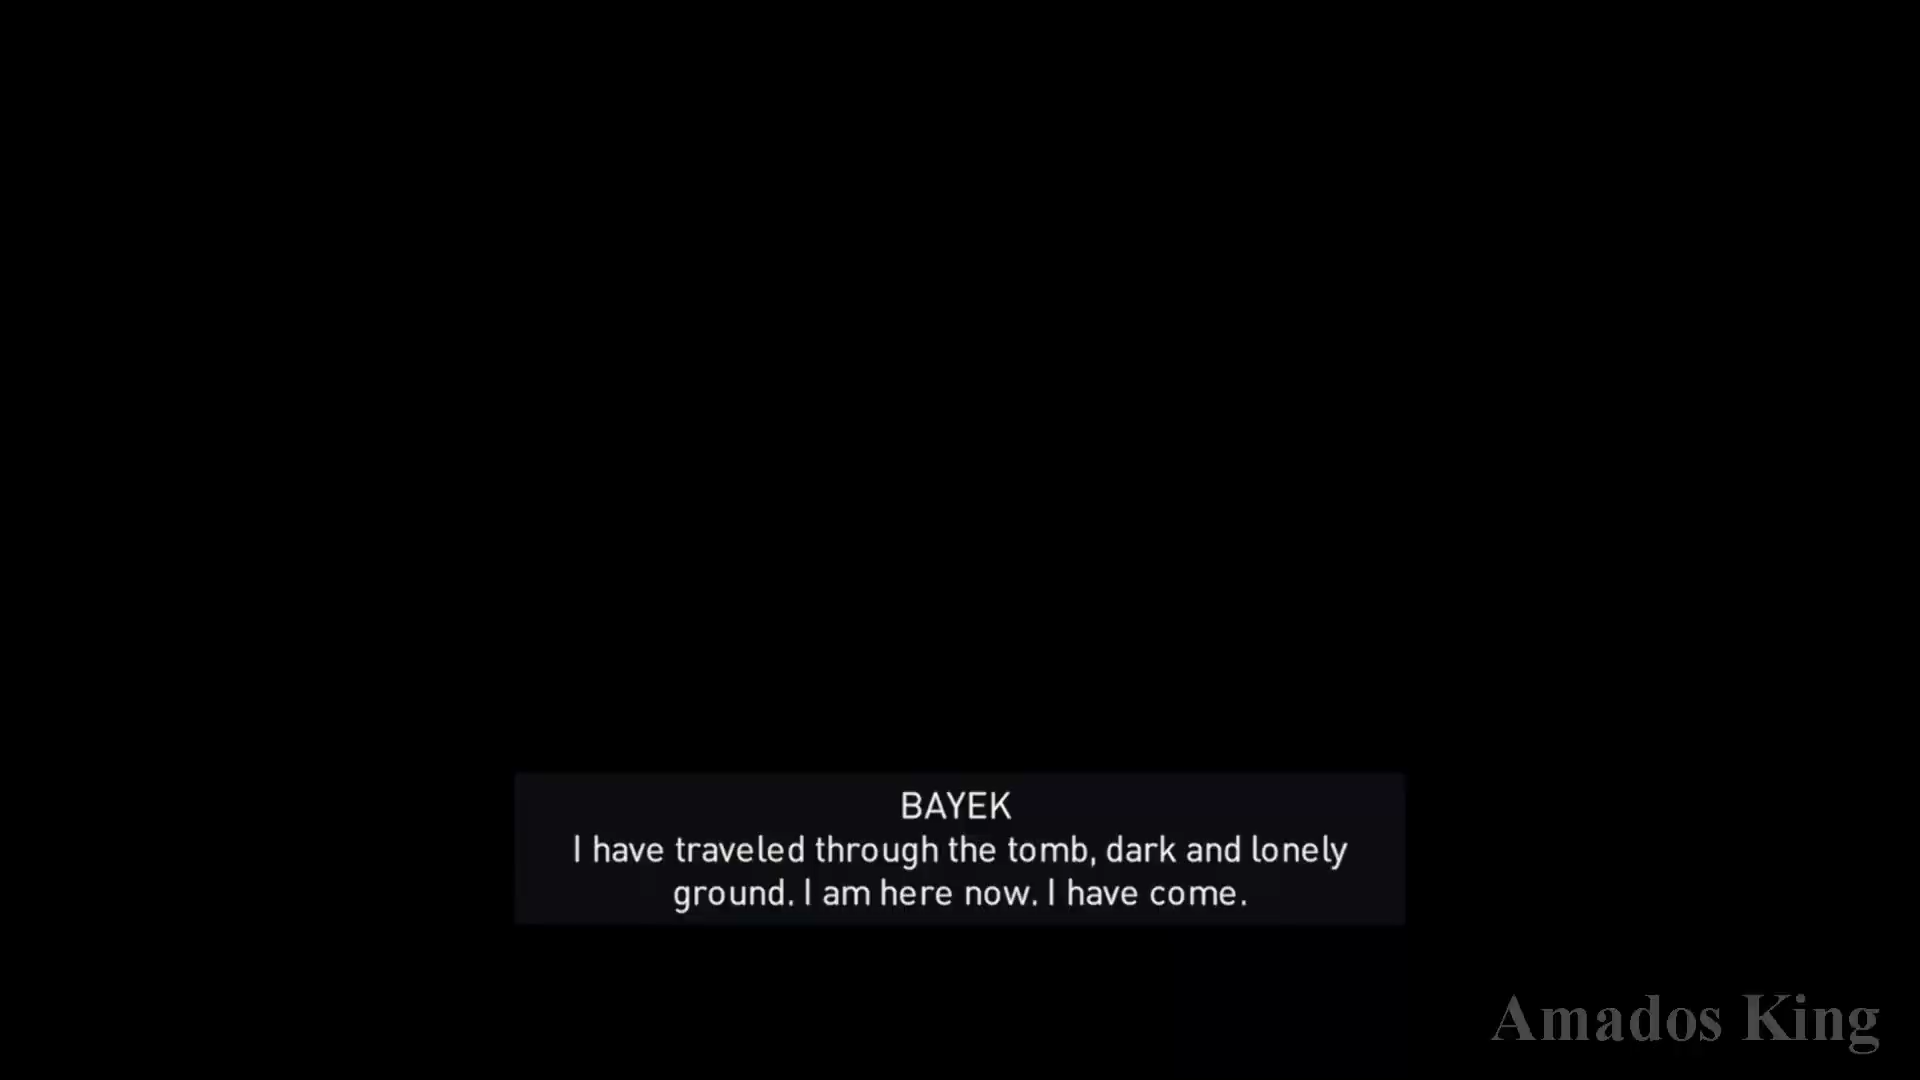 BAYEK
I have traveled through the tomb, dark and lonely
ground. I am here now. I have come.
Amados King